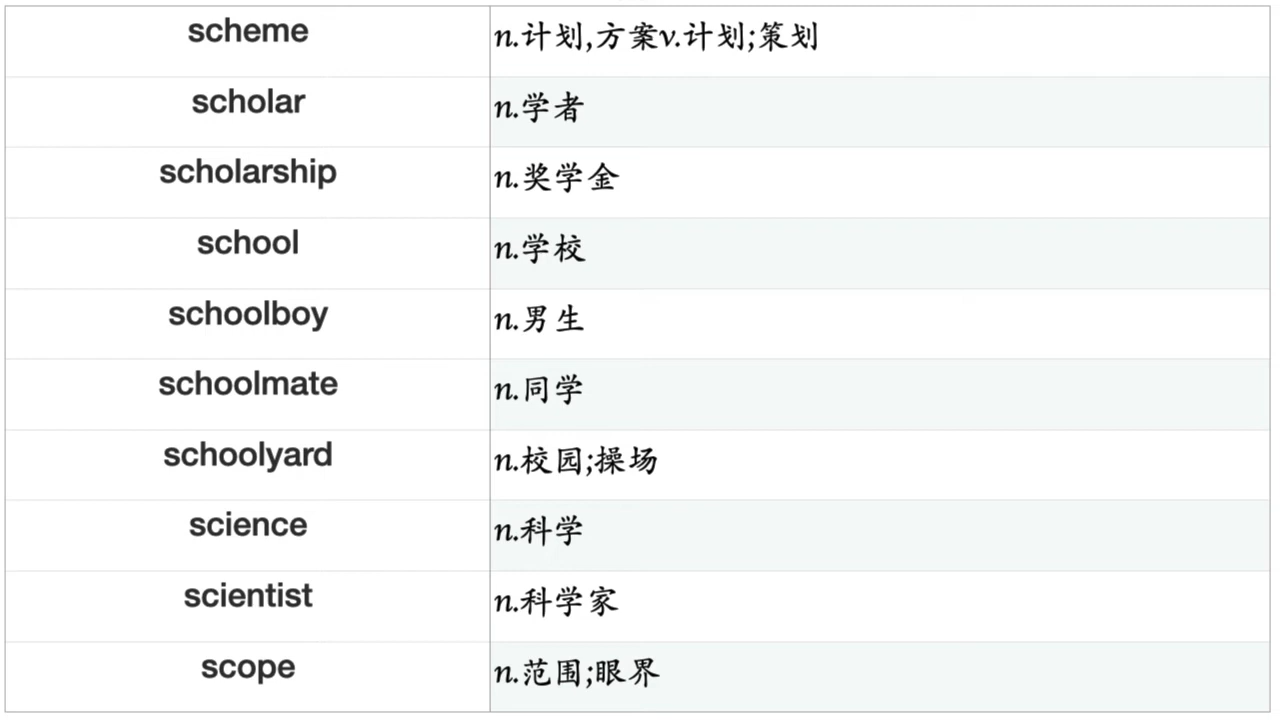 scheme n.计划,方案v.计划;策划
scholar n.学者
scholarship n.奖学金
school n.学校
schoolboy n.男生
schoolmate n.同学
schoolyard n.校园;操场
science n.科学
scientist n.科学家
scope n.范围;眼界